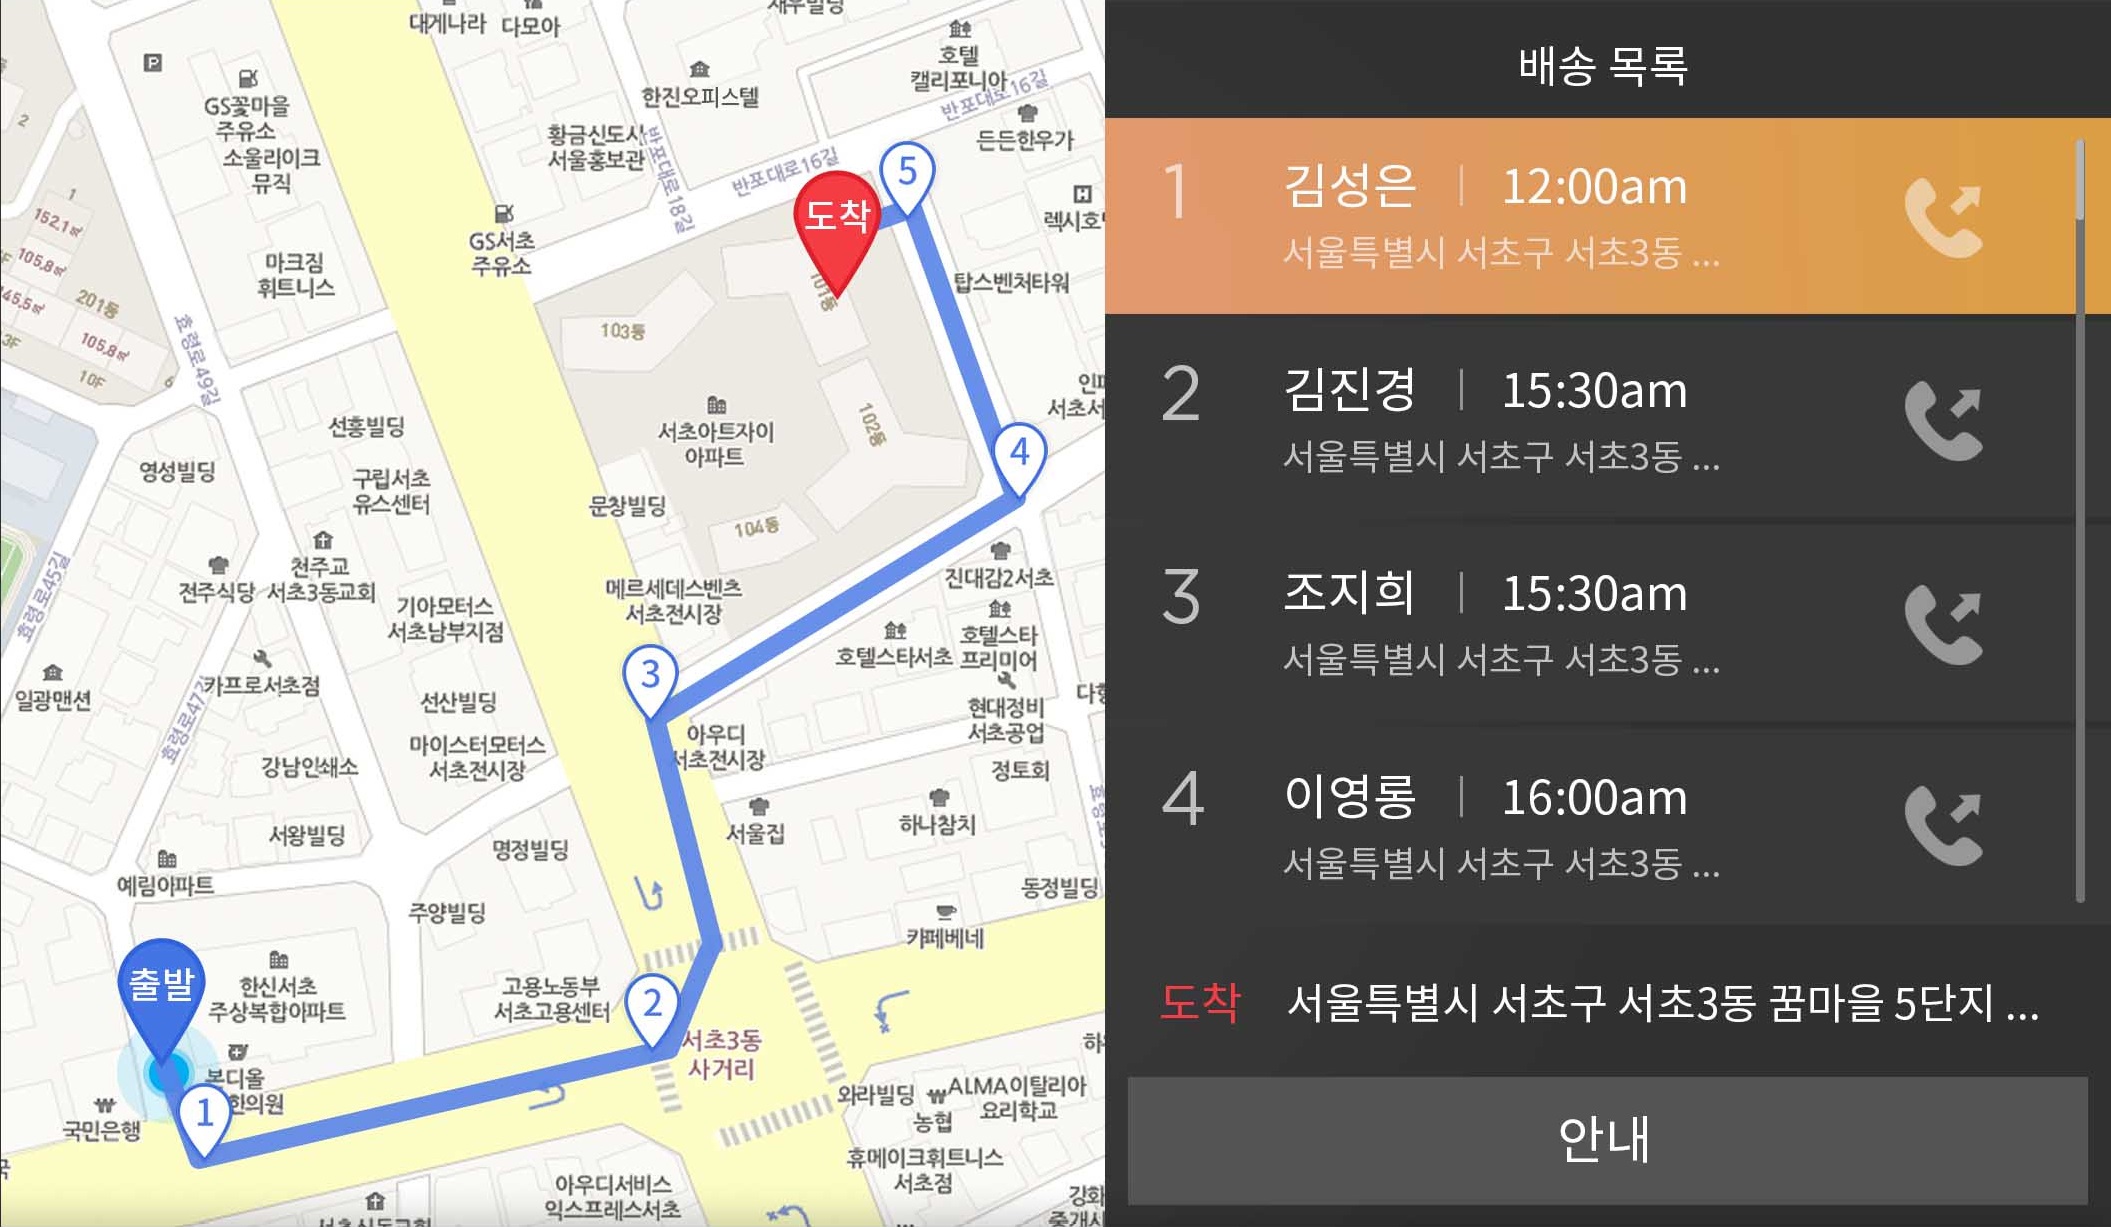 새우빌딩
대게나라
다모아
호텔
캘리포니아
한진오피스텔
반포대로16길
GS꽃마을
주유소
소울라이크
뮤직
황금신도시
서울홍보관
반포대로18길
든든한우가
반포대로16길
5
도착
렉시호텔
152,1㎡
105,8㎡
145,5㎡
201동
105,8㎡
10F
GS서초
주유소
마크짐
휘트니스
탑스벤처타워
101동
103동
효령로49길
서초아트자이
아파트
102동
4
선흥빌딩
영성빌딩
구립서초
유스센터
문창빌딩
104동
효령로45길
전주식당
천주교
서초3동교회
기아모터스
서초남부지점
메르세데스벤츠
서초전시장
진대감2서초
호텔스타서초
호텔스타
프리미어
일광맨션
카프로서초점
효령로47길
선산빌딩
3
현대정비
서초공업
아우디
서초전시장
마이스터모터스
서초전시장
강남인쇄소
정토회
서왕빌딩
명정빌딩
서울집
하나참치
예림아파트
주양빌딩
동정빌딩
카페베네
출발
한신서초
주상복합아파트
고용노동부
서초고용센터
2
서초3동
사거리
본디올
한의원
1
국민은행
와라빌딩
농협
ALMA이탈리아
요리학교
휴메이크휘트니스
서초점
아우디서비스
익스프레스서초
배송 목록
1 김성은 | 12:00am
서울특별시 서초구 서초3동 ...
2 김진경 | 15:30am
서울특별시 서초구 서초3동 ...
3 조지희 | 15:30am
서울특별시 서초구 서초3동 ...
4 이영롱 | 16:00am
서울특별시 서초구 서초3동 ...
도착 서울특별시 서초구 서초3동 꿈마을 5단지 ...
안내